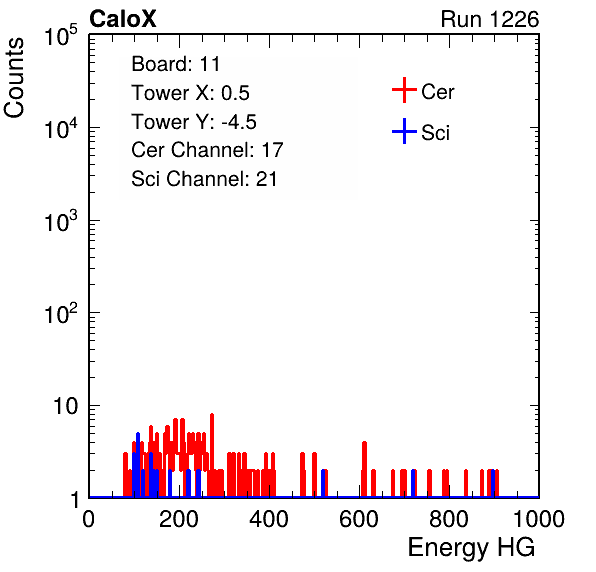 CaloX Run 1226
Counts
10^5
10^4
10^3
10^2
10
1
Board: 11
Tower X: 0.5
Tower Y: -4.5
Cer Channel: 17
Sci Channel: 21
Cer
Sci
0 200 400 600 800 1000
Energy HG